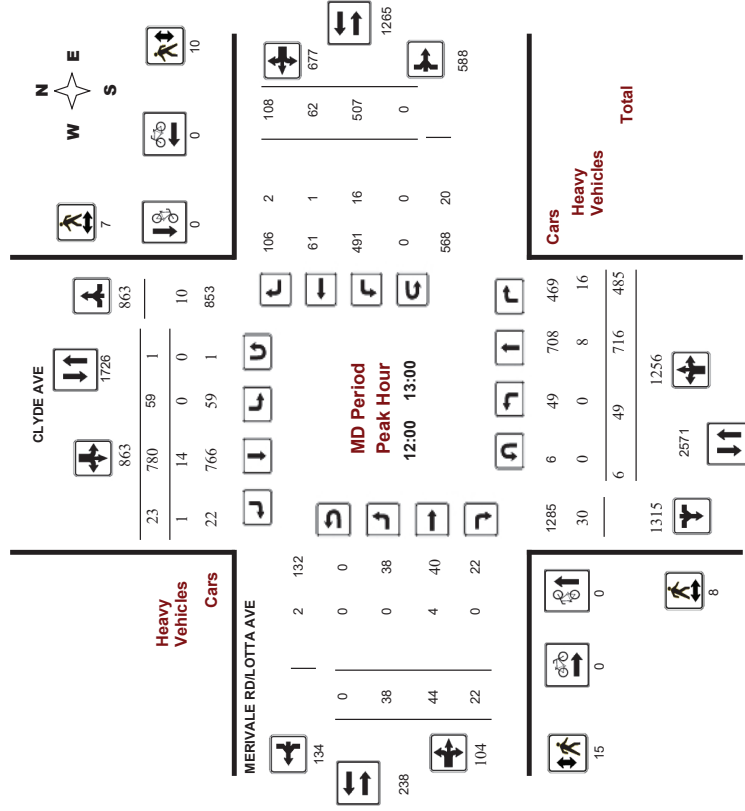 N
W E
S
7
10
0
0
CLYDE AVE
863
1726
863
23 780 59 1
1 14 0 0 10
22 766 59 1 853
Heavy
Vehicles
Cars
677
1265
588
106 2 108
61 1 62
491 16 507
0 0 0
568 20
MD Period
Peak Hour
12:00 13:00
MERIVALE RD/LOTTA AVE
132 2
134
0 0 0
38 0 38
40 4 44
22 0 22
238
104
Cars
Heavy
Vehicles
Total
1285 6 49 708 469
30 0 0 8 16
6 49 716 485
1315
2571
1256
0
0
15
8